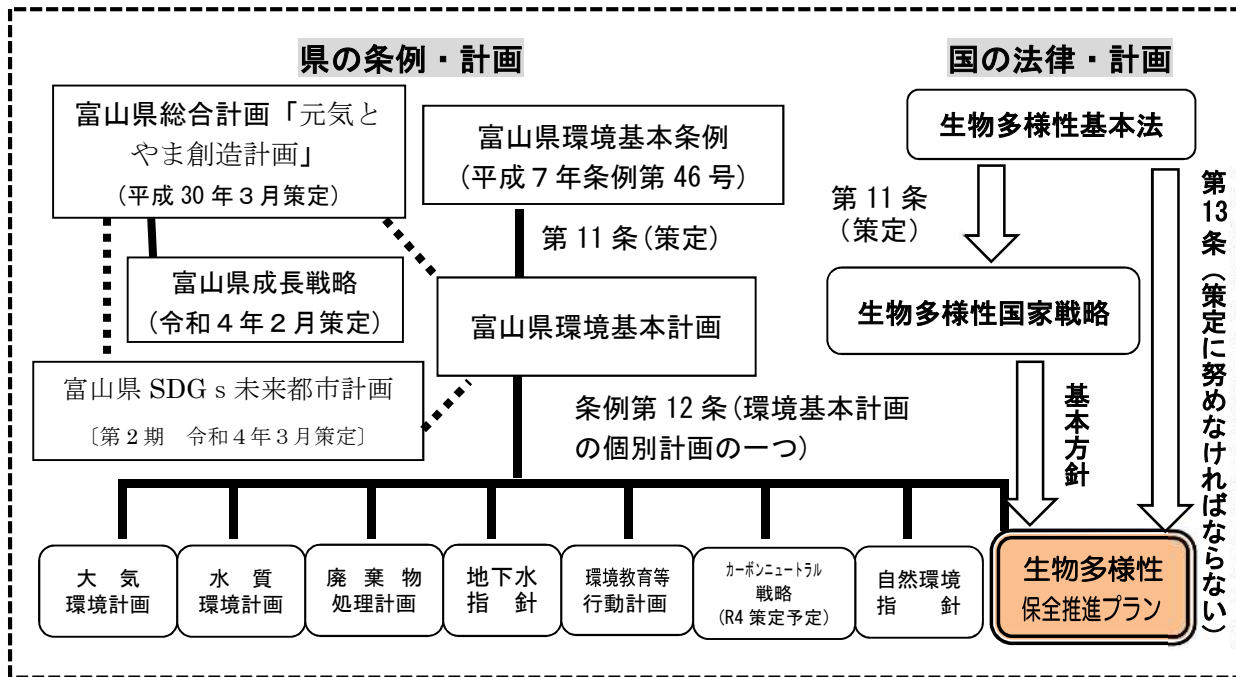 県の条例・計画
国の法律・計画
富山県総合計画「元気と
やま創造計画」
(平成 30 年３月策定)
富山県環境基本条例
(平成７年条例第 46 号)
生物多様性基本法
第 11 条(策定)
第 11 条
(策定)
第13条（策定に努めなければならない）
富山県成長戦略
(令和４年２月策定)
富山県環境基本計画
生物多様性国家戦略
富山県 SDGｓ未来都市計画
〔第２期　令和４年３月策定〕
条例第 12 条(環境基本計画
の個別計画の一つ)
基本方針
大　気
環境計画
水　質
環境計画
廃 棄 物
処理計画
地下水
指　針
環境教育等
行動計画
ｶｰﾎﾞﾝﾆｭｰﾄﾗﾙ
戦略
(R4 策定予定)
自然環境
指　　針
生物多様性
保全推進プラン